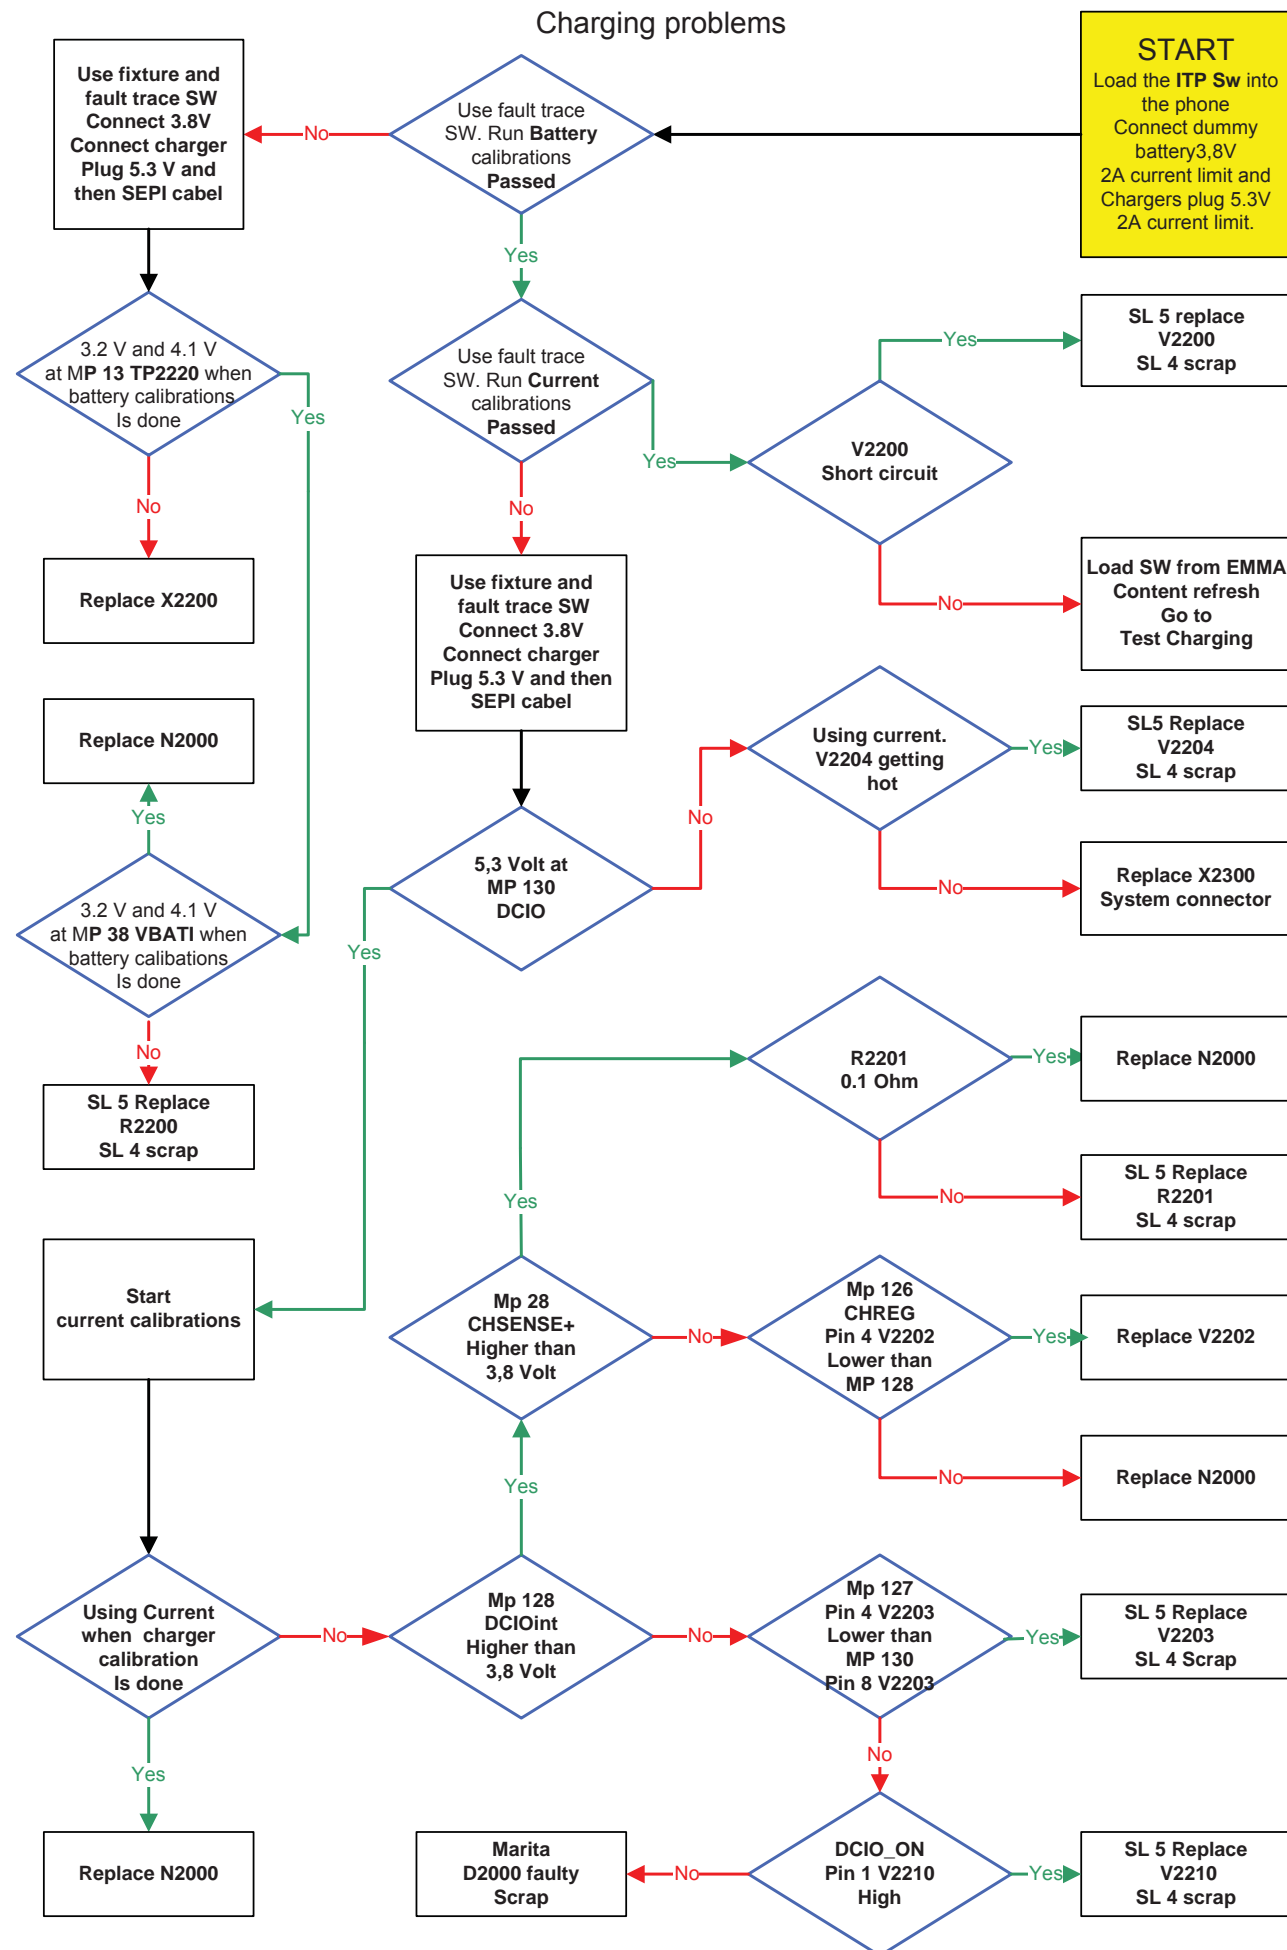 Charging problems
START
Load the ITP Sw into
the phone
Connect dummy
battery3,8V
2A current limit and
Chargers plug 5.3V
2A current limit.
Use fault trace
SW. Run Battery
calibrations
Passed
No
Use fixture and
fault trace SW
Connect 3.8V
Connect charger
Plug 5.3 V and
then SEPI cabel
Yes
3.2 V and 4.1 V
at MP 13 TP2220 when
battery calibrations
Is done
Yes
No
Replace X2200
Use fault trace
SW. Run Current
calibrations
Passed
Yes
No
V2200
Short circuit
Yes
SL 5 replace
V2200
SL 4 scrap
No
Load SW from EMMA
Content refresh
Go to
Test Charging
Use fixture and
fault trace SW
Connect 3.8V
Connect charger
Plug 5.3 V and then
SEPI cabel
Replace N2000
Yes
3.2 V and 4.1 V
at MP 38 VBATI when
battery calibations
Is done
No
SL 5 Replace
R2200
SL 4 scrap
5,3 Volt at
MP 130
DCIO
No
Yes
Using current.
V2204 getting
hot
Yes
SL5 Replace
V2204
SL 4 scrap
No
Replace X2300
System connector
R2201
0.1 Ohm
Yes
Replace N2000
No
SL 5 Replace
R2201
SL 4 scrap
Yes
Start
current calibrations
Mp 28
CHSENSE+
Higher than
3,8 Volt
No
Mp 126
CHREG
Pin 4 V2202
Lower than
MP 128
Yes
Replace V2202
No
Replace N2000
Yes
Using Current
when charger
calibration
Is done
No
Mp 128
DCIOint
Higher than
3,8 Volt
No
Mp 127
Pin 4 V2203
Lower than
MP 130
Pin 8 V2203
Yes
SL 5 Replace
V2203
SL 4 Scrap
No
Yes
Replace N2000
Marita
D2000 faulty
Scrap
No
DCIO_ON
Pin 1 V2210
High
Yes
SL 5 Replace
V2210
SL 4 scrap